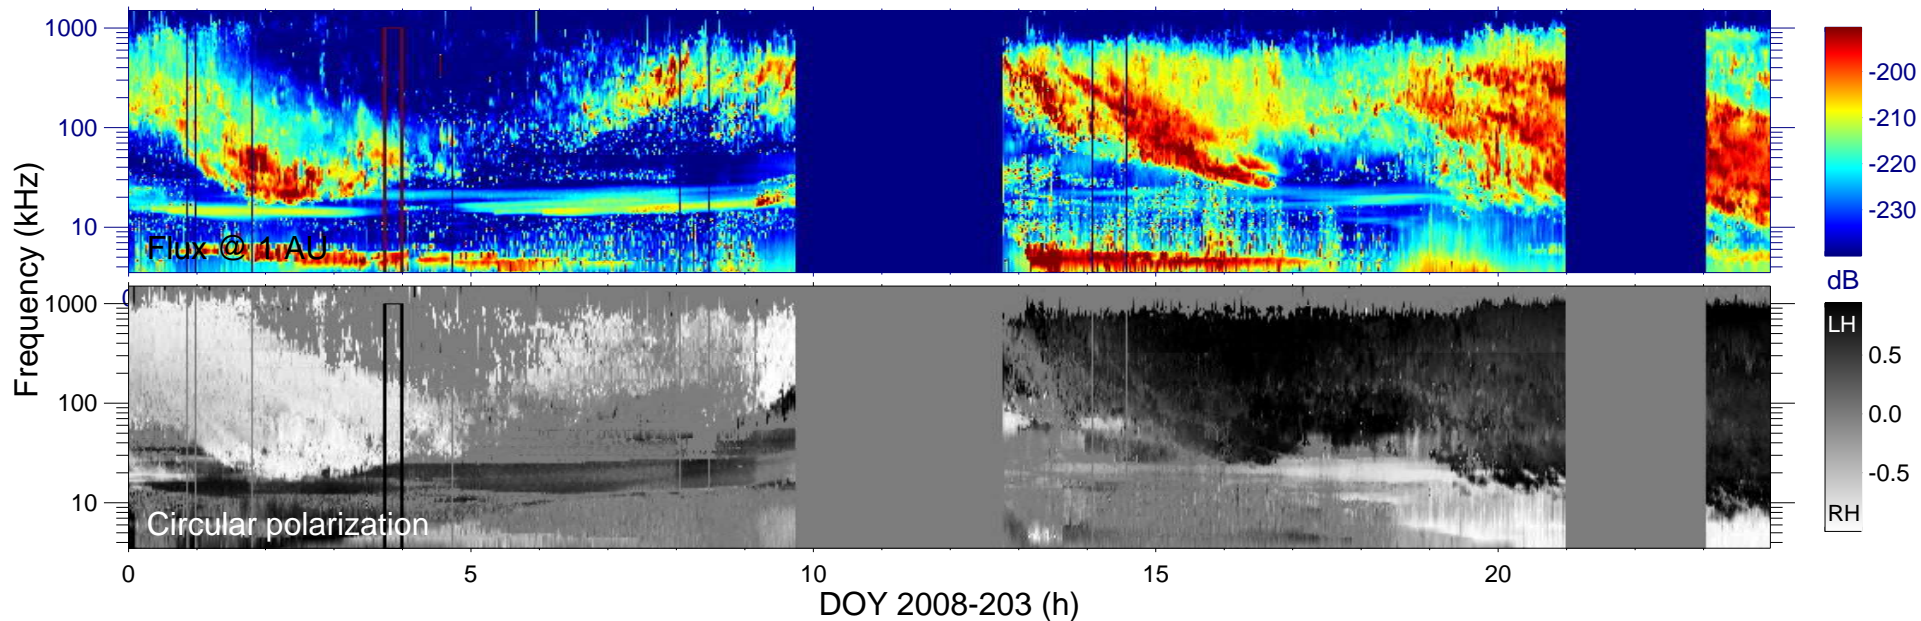 Frequency (kHz)
1000
100
10
Flux @ 1 AU
-200
-210
-220
-230
dB
0
1000
100
10
Circular polarization
LH
0.5
0.0
-0.5
RH
0
5
10
15
20
DOY 2008-203 (h)